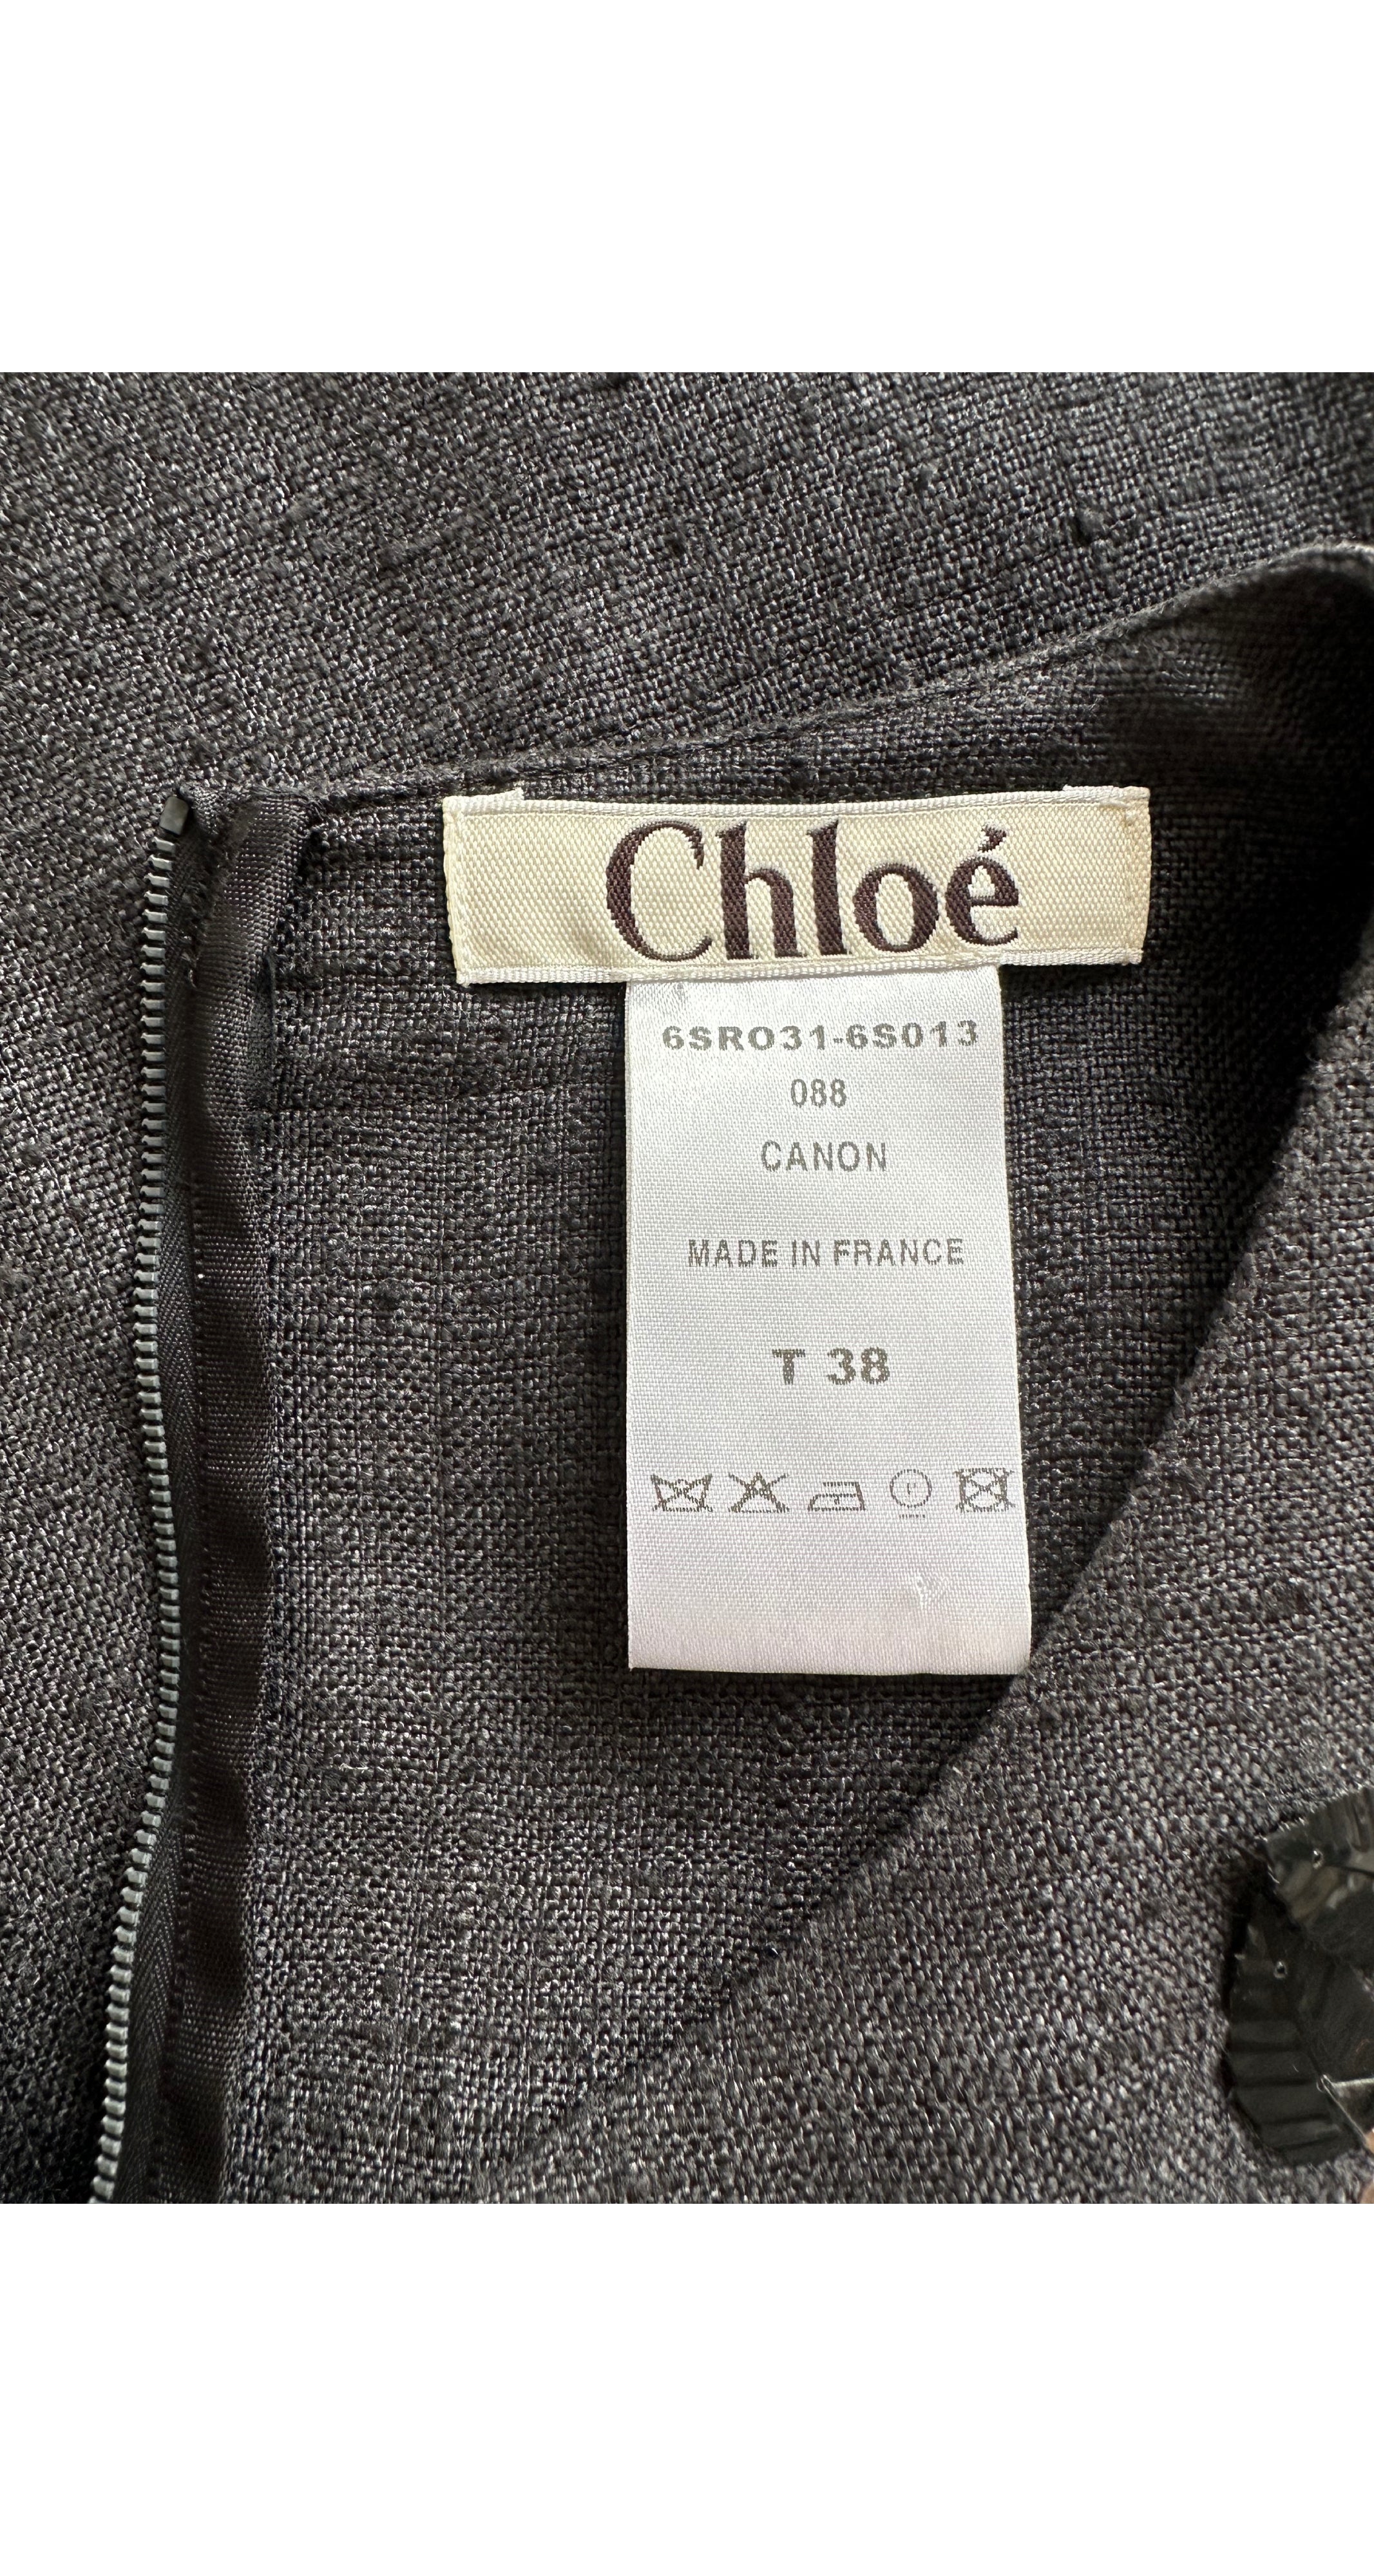 Chloé
6SRO31-6S013
088
CANON
MADE IN FRANCE
T 38